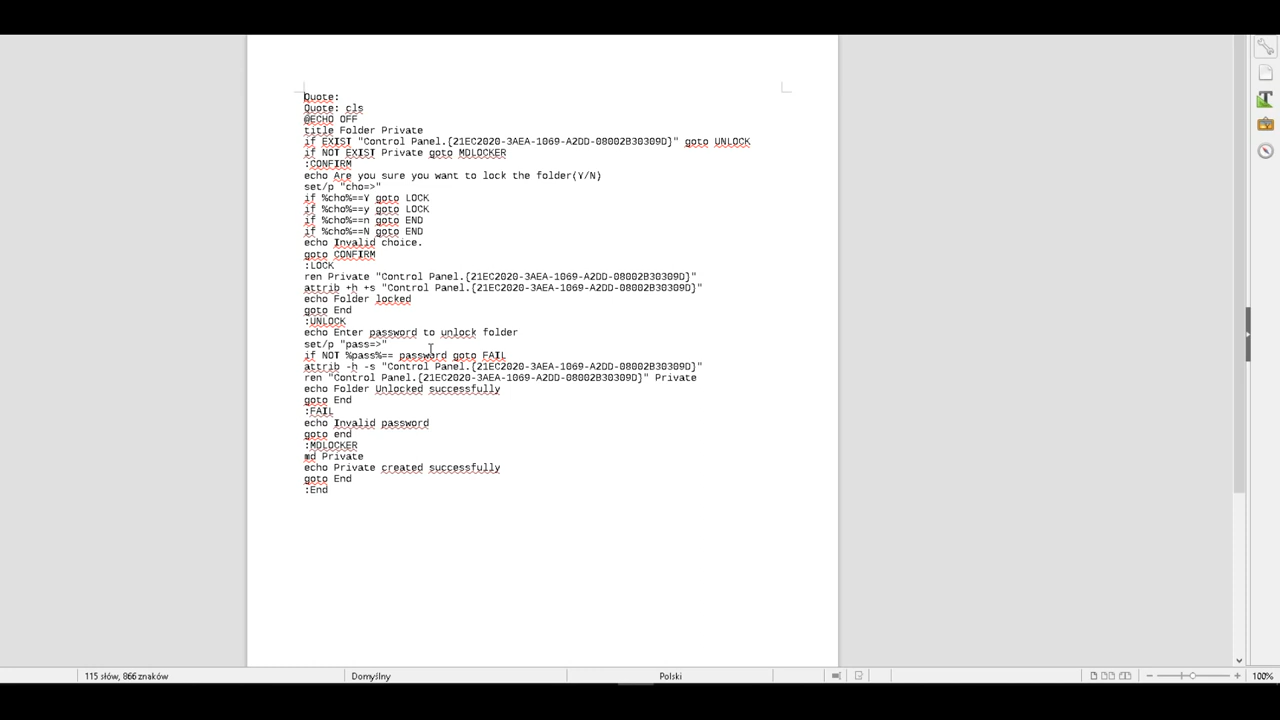 Quote:
Quote: cls
@ECHO OFF
title Folder Private
if EXIST "Control Panel.{21EC2020-3AEA-1069-A2DD-08002B30309D}" goto UNLOCK
if NOT EXIST Private goto MDLOCKER
:CONFIRM
echo Are you sure you want to lock the folder(Y/N)
set/p "cho=>"
if %cho%==Y goto LOCK
if %cho%==y goto LOCK
if %cho%==n goto END
if %cho%==N goto END
echo Invalid choice.
goto CONFIRM
:LOCK
ren Private "Control Panel.{21EC2020-3AEA-1069-A2DD-08002B30309D}"
attrib +h +s "Control Panel.{21EC2020-3AEA-1069-A2DD-08002B30309D}"
echo Folder locked
goto End
:UNLOCK
echo Enter password to unlock folder
set/p "pass=>"
if NOT %pass%== password goto FAIL
attrib -h -s "Control Panel.{21EC2020-3AEA-1069-A2DD-08002B30309D}"
ren "Control Panel.{21EC2020-3AEA-1069-A2DD-08002B30309D}" Private
echo Folder Unlocked successfully
goto End
:FAIL
echo Invalid password
goto end
:MDLOCKER
md Private
echo Private created successfully
goto End
:End
115 słów, 866 znaków Domyślny Polski 100%